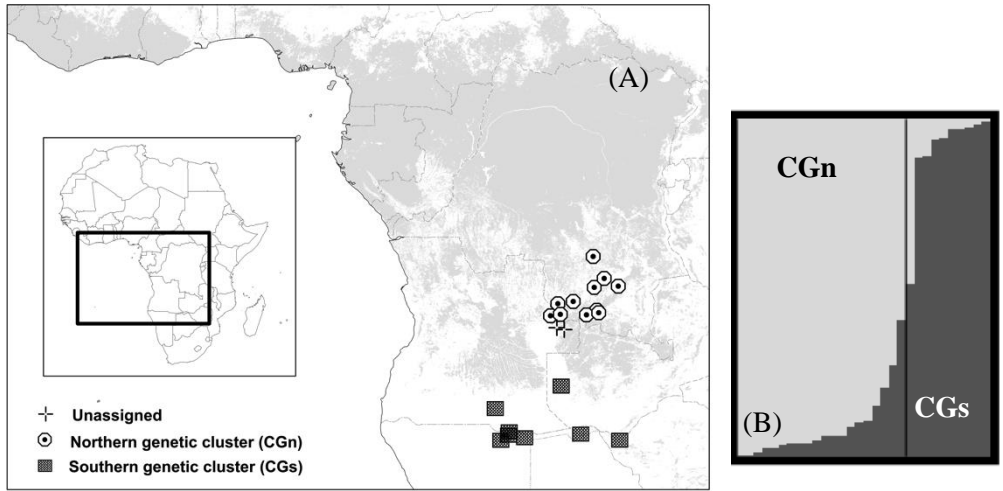 (A)
Unassigned
Northern genetic cluster (CGn)
Southern genetic cluster (CGs)
CGn
CGs
(B)